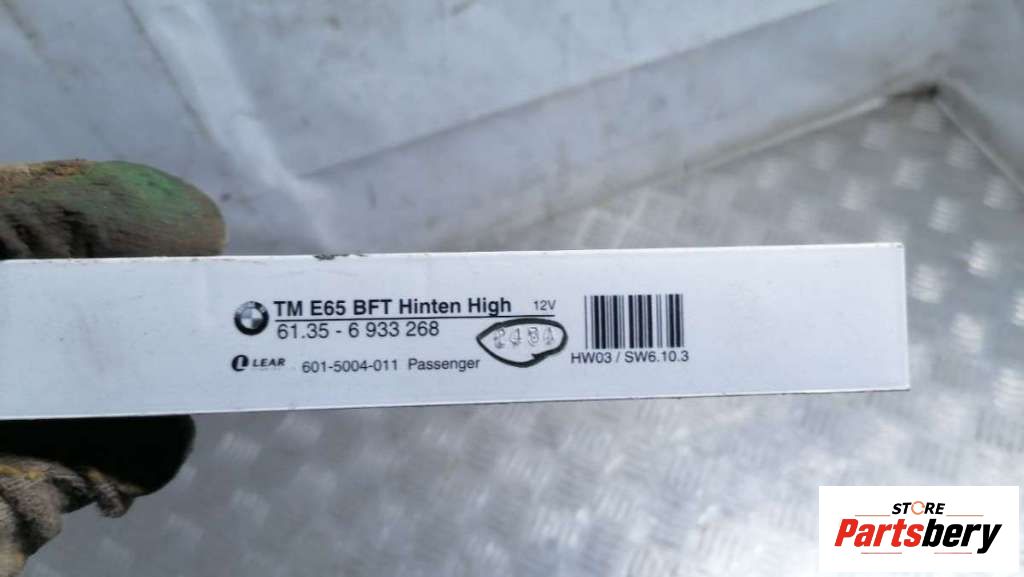 TM E65 BFT Hinten High 12V
61.35 - 6 933 268
LEAR 601-5004-011 Passenger
HW03 / SW6.10.3
STORE
Partsbery